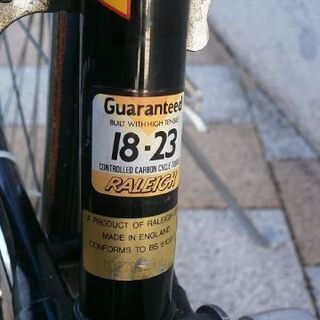 Guaranteed
BUILT WITH HIGH TENSILE
18-23
CONTROLLED CARBON CYCLE
RALEIGH
A PRODUCT OF RALEIGH
MADE IN ENGLAND
CONFORMS TO BS